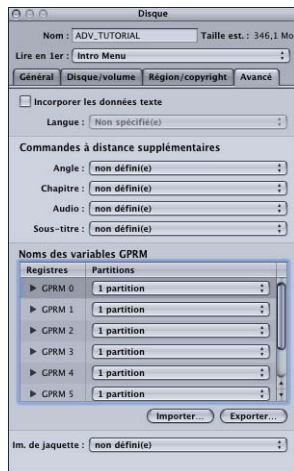 Disque
Nom : ADV_TUTORIAL Taille est. : 346,1 Mo
Lire en 1er : Intro Menu
Général Disque/volume Région/copyright Avancé
Incorporer les données texte
Langue : Non spécifié(e)
Commandes à distance supplémentaires
Angle : non défini(e)
Chapitre : non défini(e)
Audio : non défini(e)
Sous-titre : non défini(e)
Noms des variables GPRM
Registres Partitions
GPRM 0 1 partition
GPRM 1 1 partition
GPRM 2 1 partition
GPRM 3 1 partition
GPRM 4 1 partition
GPRM 5 1 partition
Importer... Exporter...
Im. de jaquette : non défini(e)